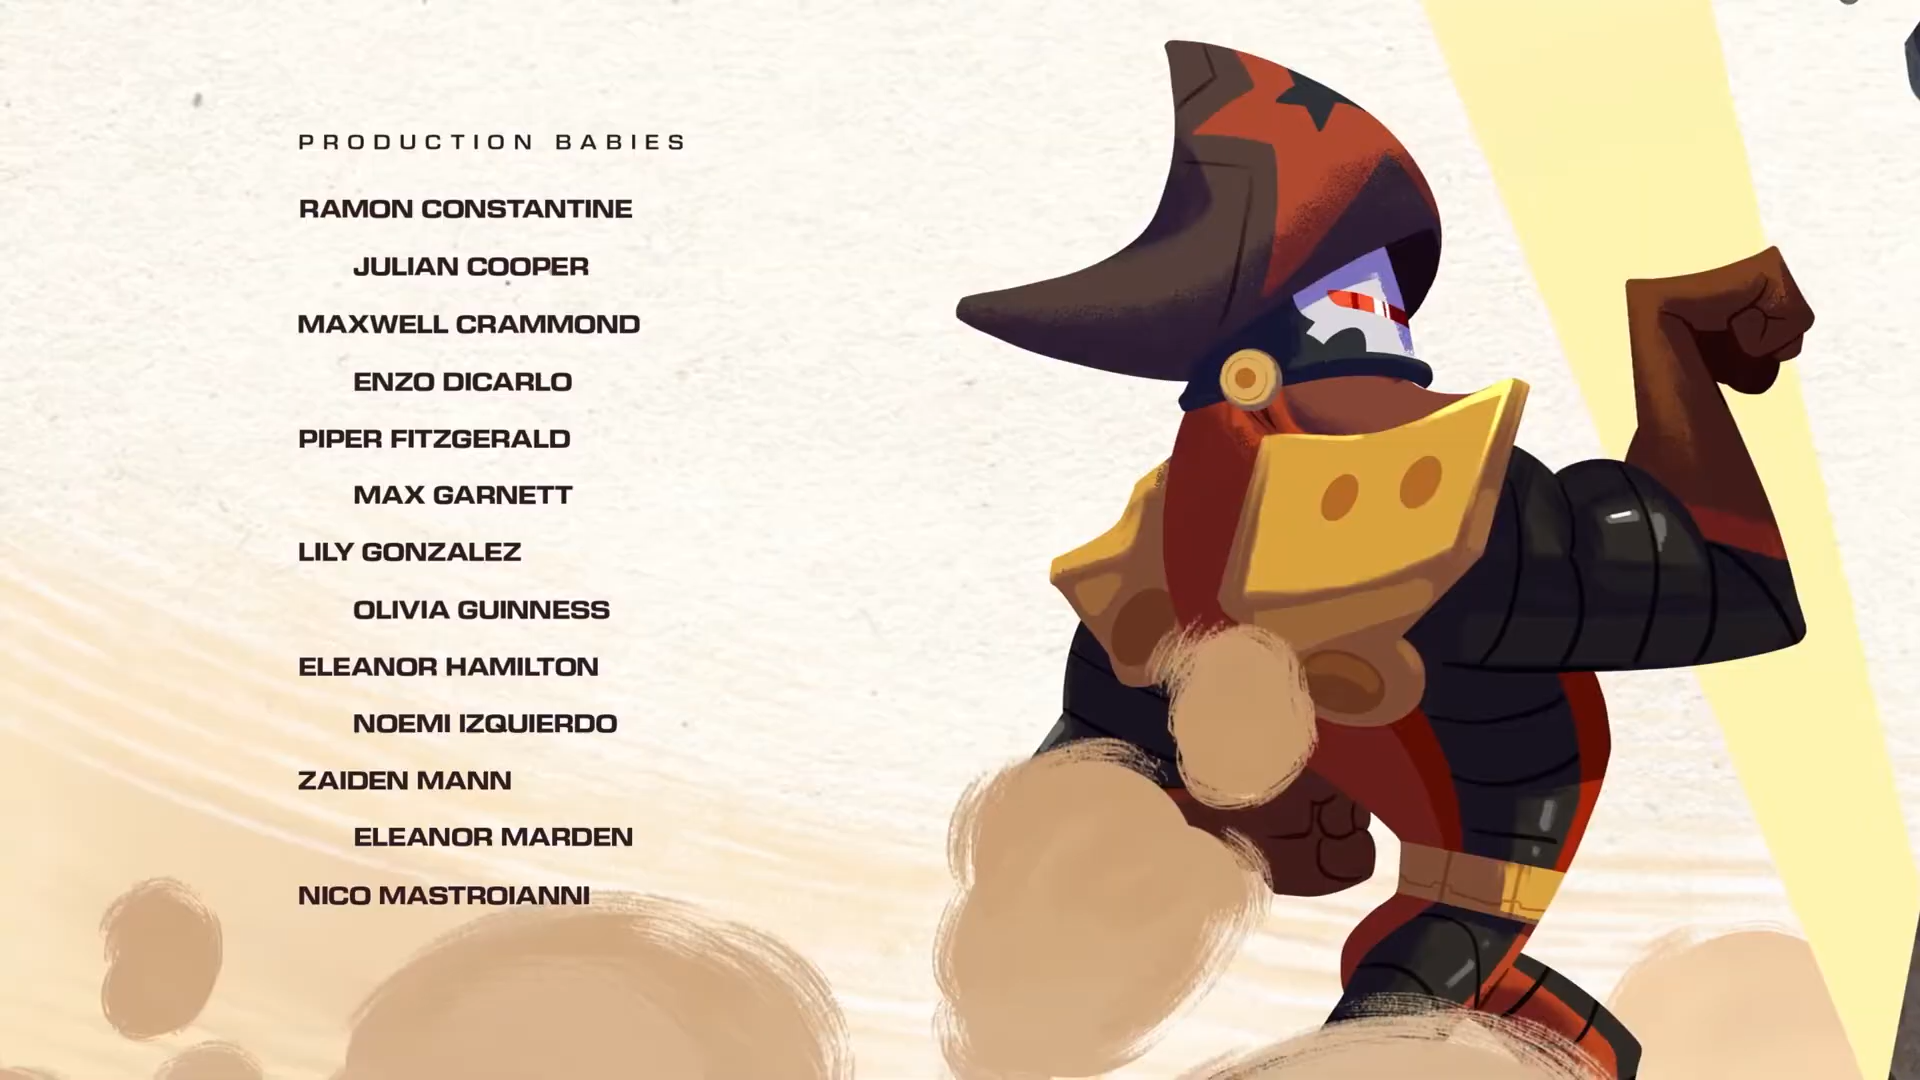 PRODUCTION BABIES
RAMON CONSTANTINE
JULIAN COOPER
MAXWELL CRAMMOND
ENZO DICARLO
PIPER FITZGERALD
MAX GARNETT
LILY GONZALEZ
OLIVIA GUINNESS
ELEANOR HAMILTON
NOEMI IZQUIERDO
ZAIDEN MANN
ELEANOR MARDEN
NICO MASTROIANNI